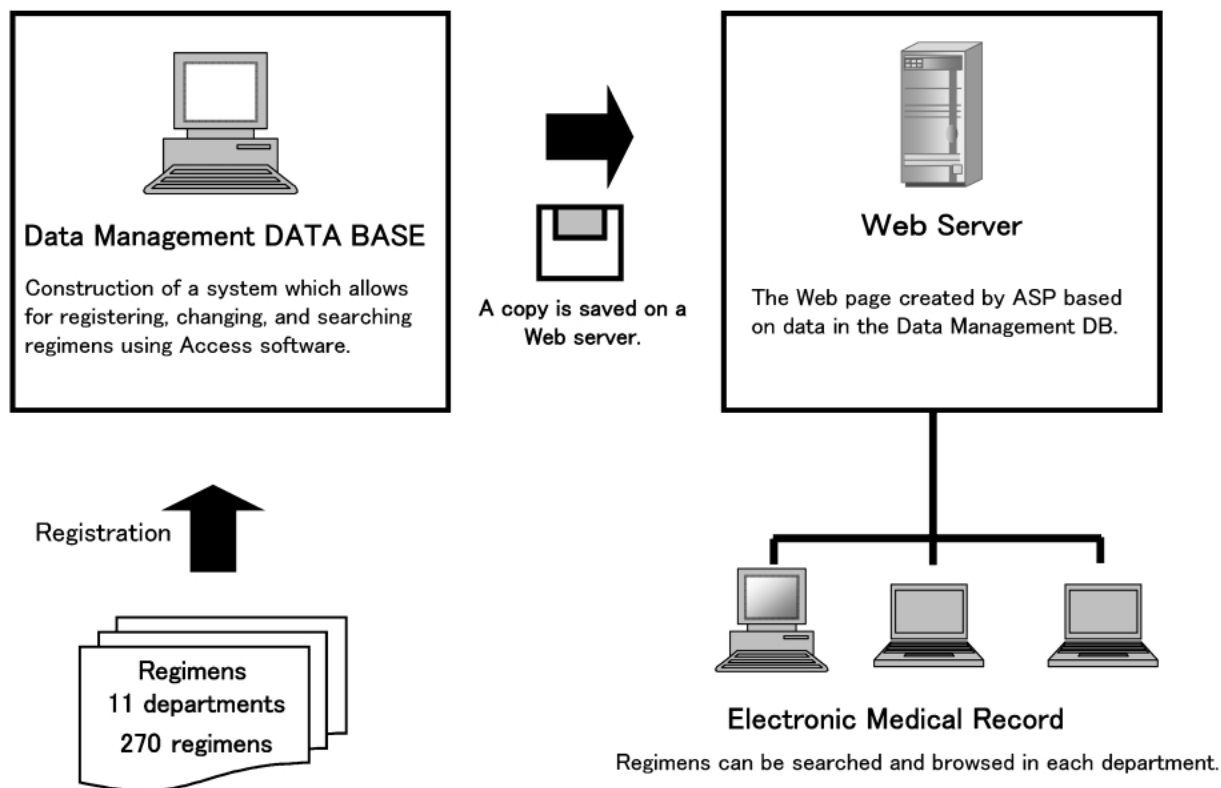 Data Management DATA BASE
Construction of a system which allows
for registering, changing, and searching
regimens using Access software.
A copy is saved on a
Web server.
Web Server
The Web page created by ASP based
on data in the Data Management DB.
Registration
Regimens
11 departments
270 regimens
Electronic Medical Record
Regimens can be searched and browsed in each department.